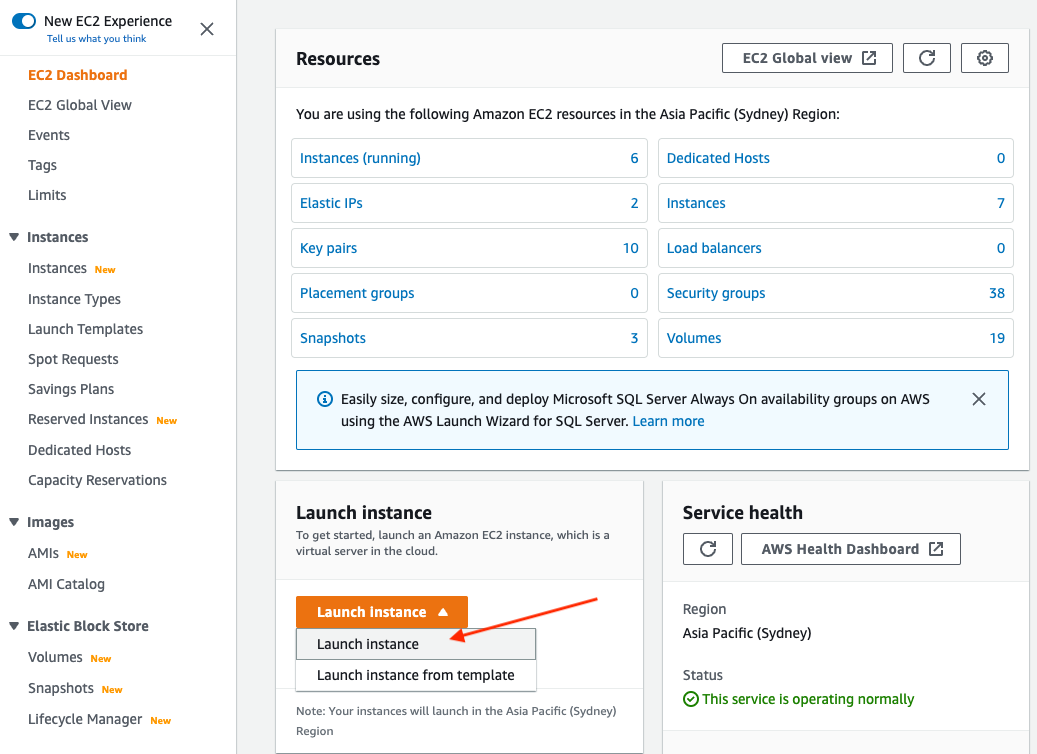 New EC2 Experience
Tell us what you think
EC2 Dashboard
EC2 Global View
Events
Tags
Limits
Instances
Instances New
Instance Types
Launch Templates
Spot Requests
Savings Plans
Reserved Instances New
Dedicated Hosts
Capacity Reservations
Images
AMIs New
AMI Catalog
Elastic Block Store
Volumes New
Snapshots New
Lifecycle Manager New
Resources
EC2 Global view
You are using the following Amazon EC2 resources in the Asia Pacific (Sydney) Region:
Instances (running) 6
Dedicated Hosts 0
Elastic IPs 2
Instances 7
Key pairs 10
Load balancers 0
Placement groups 0
Security groups 38
Snapshots 3
Volumes 19
Easily size, configure, and deploy Microsoft SQL Server Always On availability groups on AWS
using the AWS Launch Wizard for SQL Server. Learn more
Launch instance
To get started, launch an Amazon EC2 instance, which is a
virtual server in the cloud.
Launch instance
Launch instance
Launch instance from template
Note: Your instances will launch in the Asia Pacific (Sydney)
Region
Service health
AWS Health Dashboard
Region
Asia Pacific (Sydney)
Status
This service is operating normally